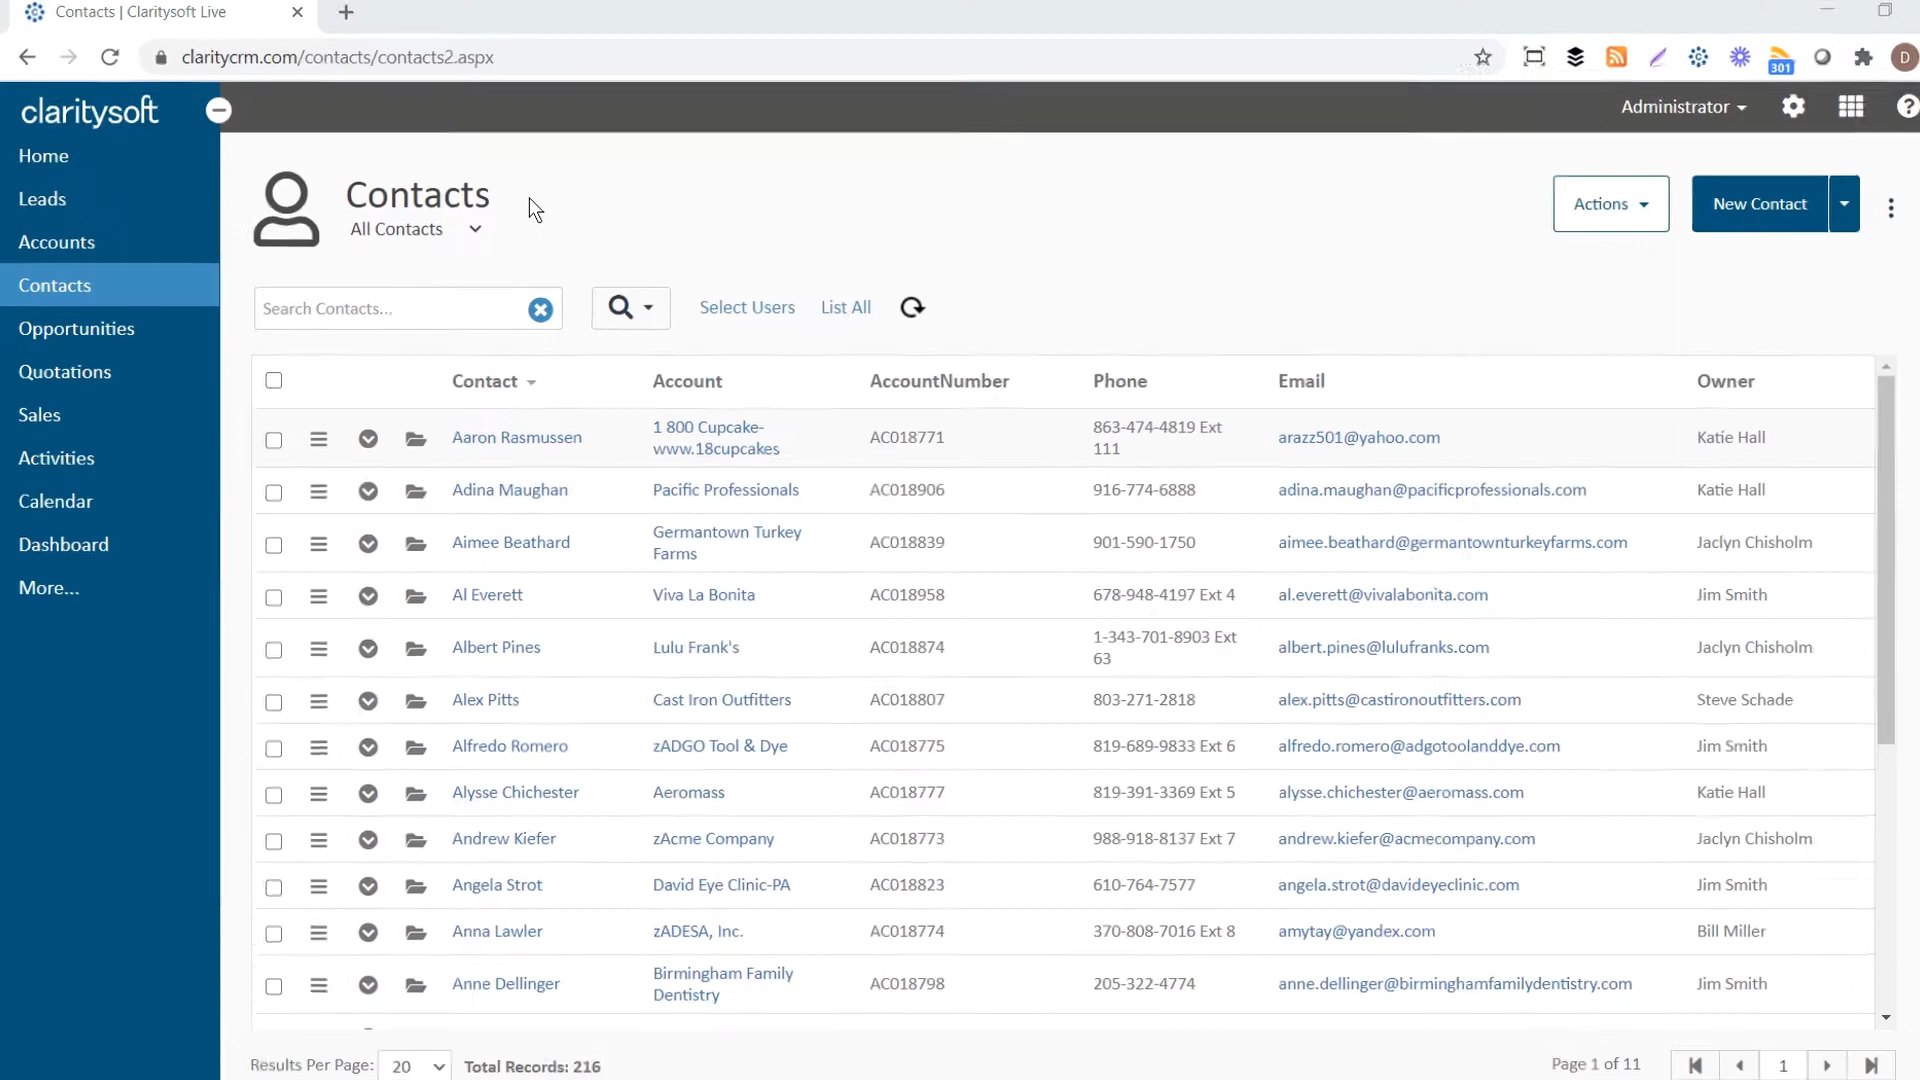 Contacts | Claritysoft Live
claritycrm.com/contacts/contacts2.aspx
301
D
claritysoft
Administrator
?
Home
Leads
Accounts
Contacts
Opportunities
Quotations
Sales
Activities
Calendar
Dashboard
More...
Contacts
All Contacts
Actions
New Contact
Search Contacts...
Select Users
List All
Contact Account AccountNumber Phone Email Owner
Aaron Rasmussen 1 800 Cupcake- AC018771 863-474-4819 Ext arazz501@yahoo.com Katie Hall
www.18cupcakes 111
Adina Maughan Pacific Professionals AC018906 916-774-6888 adina.maughan@pacificprofessionals.com Katie Hall
Aimee Beathard Germantown Turkey AC018839 901-590-1750 aimee.beathard@germantownturkeyfarms.com Jaclyn Chisholm
Farms
Al Everett Viva La Bonita AC018958 678-948-4197 Ext 4 al.everett@vivalabonita.com Jim Smith
Albert Pines Lulu Frank's AC018874 1-343-701-8903 Ext albert.pines@lulufranks.com Jaclyn Chisholm
63
Alex Pitts Cast Iron Outfitters AC018807 803-271-2818 alex.pitts@castironoutfitters.com Steve Schade
Alfredo Romero zADGO Tool & Dye AC018775 819-689-9833 Ext 6 alfredo.romero@adgotoolanddye.com Jim Smith
Alysse Chichester Aeromass AC018777 819-391-3369 Ext 5 alysse.chichester@aeromass.com Katie Hall
Andrew Kiefer zAcme Company AC018773 988-918-8137 Ext 7 andrew.kiefer@acmecompany.com Jaclyn Chisholm
Angela Strot David Eye Clinic-PA AC018823 610-764-7577 angela.strot@davideyeclinic.com Jim Smith
Anna Lawler zADESA, Inc. AC018774 370-808-7016 Ext 8 amytay@yandex.com Bill Miller
Anne Dellinger Birmingham Family AC018798 205-322-4774 anne.dellinger@birminghamfamilydentistry.com Jim Smith
Dentistry
Results Per Page: 20 Total Records: 216 Page 1 of 11 1